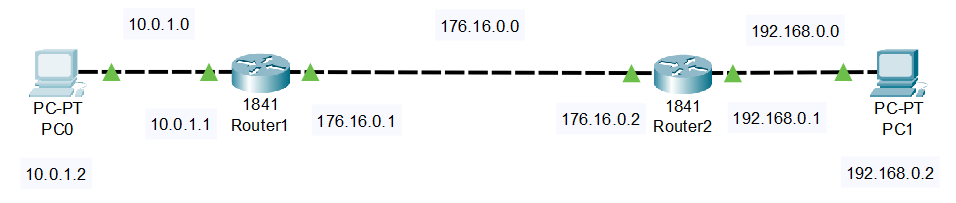 10.0.1.0
176.16.0.0
192.168.0.0
PC-PT
PC0
10.0.1.1
1841
Router1
176.16.0.1
176.16.0.2
1841
Router2
192.168.0.1
PC-PT
PC1
10.0.1.2
192.168.0.2